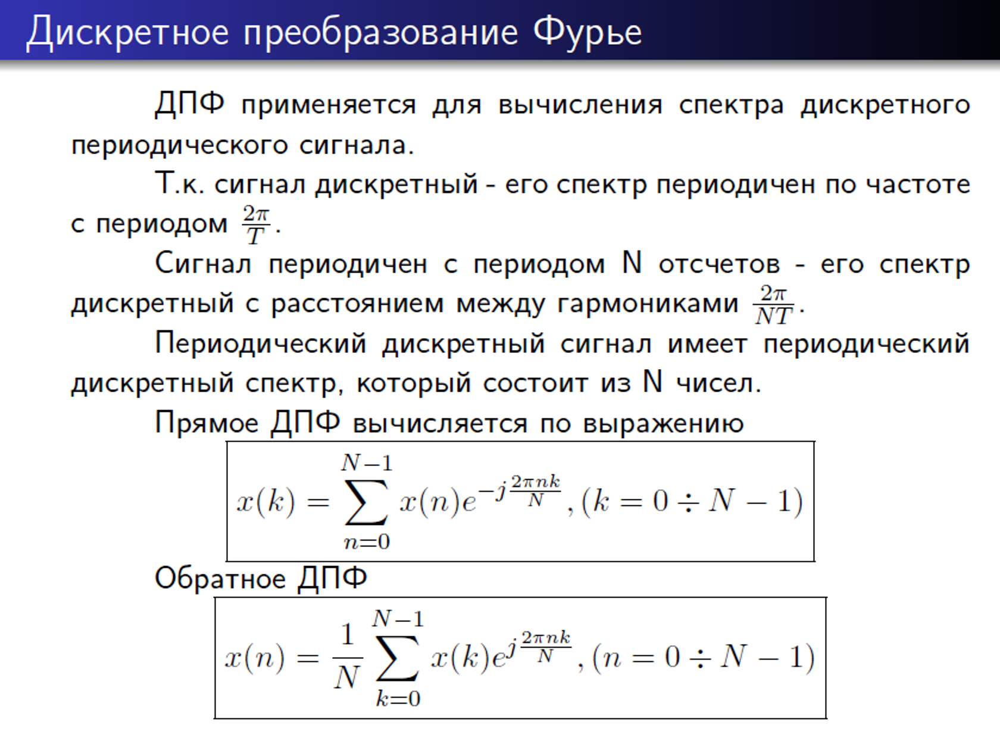 Дискретное преобразование Фурье
ДПФ применяется для вычисления спектра дискретного
периодического сигнала.
Т.к. сигнал дискретный - его спектр периодичен по частоте
с периодом $\frac{2\pi}{T}$.
Сигнал периодичен с периодом N отсчетов - его спектр
дискретный с расстоянием между гармониками $\frac{2\pi}{NT}$.
Периодический дискретный сигнал имеет периодический
дискретный спектр, который состоит из N чисел.
Прямое ДПФ вычисляется по выражению
$x(k) = \sum_{n=0}^{N-1} x(n)e^{-j\frac{2\pi nk}{N}}, (k = 0 \div N - 1)$
Обратное ДПФ
$x(n) = \frac{1}{N} \sum_{k=0}^{N-1} x(k)e^{j\frac{2\pi nk}{N}}, (n = 0 \div N - 1)$